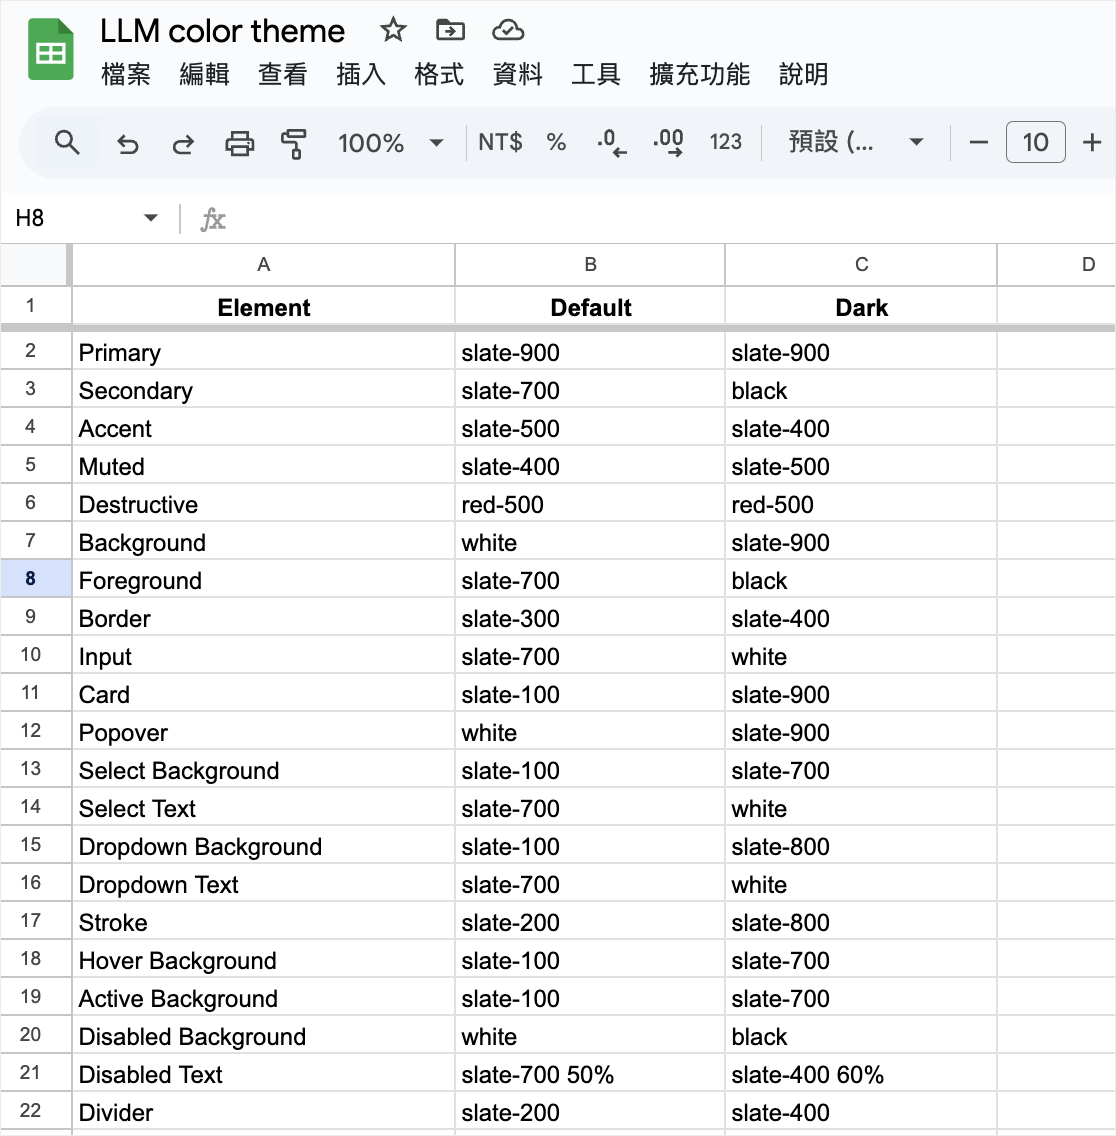 LLM color theme
檔案 編輯 查看 插入 格式 資料 工具 擴充功能 說明
100% NT$ % .0 .00 123 預設 (... 10
H8 fx
A B C D
1 Element Default Dark
2 Primary slate-900 slate-900
3 Secondary slate-700 black
4 Accent slate-500 slate-400
5 Muted slate-400 slate-500
6 Destructive red-500 red-500
7 Background white slate-900
8 Foreground slate-700 black
9 Border slate-300 slate-400
10 Input slate-700 white
11 Card slate-100 slate-900
12 Popover white slate-900
13 Select Background slate-100 slate-700
14 Select Text slate-700 white
15 Dropdown Background slate-100 slate-800
16 Dropdown Text slate-700 white
17 Stroke slate-200 slate-800
18 Hover Background slate-100 slate-700
19 Active Background slate-100 slate-700
20 Disabled Background white black
21 Disabled Text slate-700 50% slate-400 60%
22 Divider slate-200 slate-400